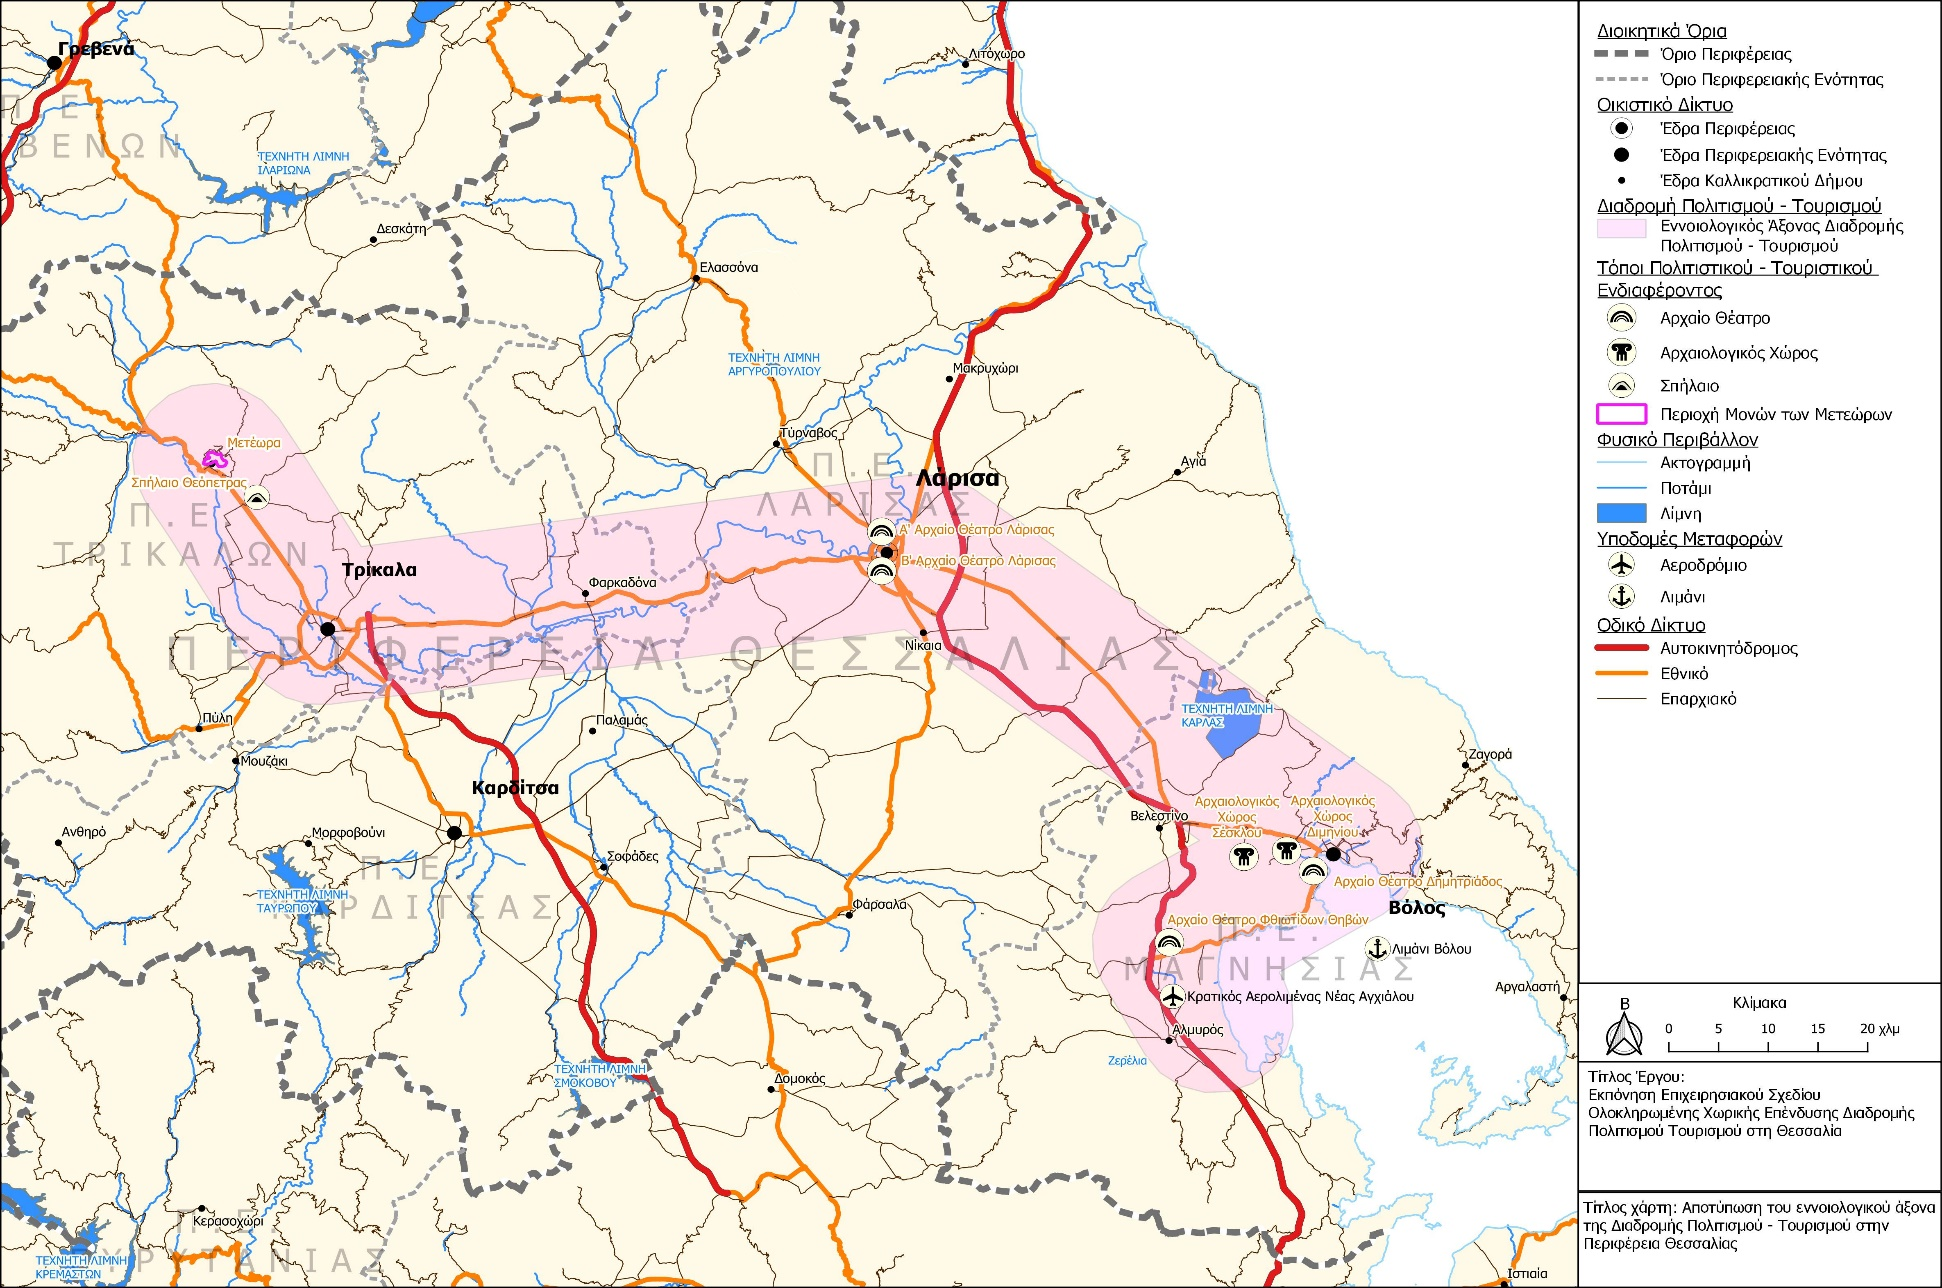 Γρεβενά
Π Ε
ΒΕΝΩΝ
ΤΕΧΝΗΤΗ ΛΙΜΝΗ
ΙΛΑΡΙΩΝΑ
Δεσκάτη
Λιτόχωρο
Ελασσόνα
ΤΕΧΝΗΤΗ ΛΙΜΝΗ
ΑΡΓΥΡΟΠΟΥΛΙΟΥ
Μακρυχώρι
Τύρναβος
Π.Ε.
ΛΑΡΙΣΑΣ
Λάρισα
Αγιά
Μετέωρα
Σπήλαιο Θεόπετρας
Π.Ε
ΤΡΙΚΑΛΩΝ
Τρίκαλα
Α' Αρχαίο Θέατρο Λάρισας
Β' Αρχαίο Θέατρο Λάρισας
Φαρκαδόνα
ΠΕΡΙΦΕΡΕΙΑ ΘΕΣΣΑΛΙΑΣ
Νίκαια
Πύλη
Μουζάκι
Παλαμάς
ΤΕΧΝΗΤΗ ΛΙΜΝΗ
ΚΑΡΛΑΣ
Ζαγορά
Καρδίτσα
Ανθηρό
Μορφοβούνι
Π.Ε.
ΚΑΡΔΙΤΣΑΣ
ΤΕΧΝΗΤΗ ΛΙΜΝΗ
ΤΑΥΡΩΠΟΥ
Σοφάδες
Φάρσαλα
Βελεστίνο
Αρχαιολογικός
Χώρος
Σέσκλου
Αρχαιολογικός
Χώρος
Διμηνίου
Αρχαίο Θέατρο Δημητριάδος
Βόλος
Αρχαίο Θέατρο Φθιωτίδων Θηβών
Π.Ε.
ΜΑΓΝΗΣΙΑΣ
Λιμάνι Βόλου
Κρατικός Αερολιμένας Νέας Αγχιάλου
Αργαλαστή
Αλμυρός
Ζερέλια
ΤΕΧΝΗΤΗ ΛΙΜΝΗ
ΣΜΟΚΟΒΟΥ
Δομοκός
Κερασοχώρι
Π.Ε.
ΥΡΥΤΑΝΙΑΣ
ΤΕΧΝΗΤΗ ΛΙΜΝΗ
ΚΡΕΜΑΣΤΩΝ
Ιστιαία
Διοικητικά Όρια
Όριο Περιφέρειας
Όριο Περιφερειακής Ενότητας
Οικιστικό Δίκτυο
Έδρα Περιφέρειας
Έδρα Περιφερειακής Ενότητας
Έδρα Καλλικρατικού Δήμου
Διαδρομή Πολιτισμού - Τουρισμού
Εννοιολογικός Άξονας Διαδρομής
Πολιτισμού - Τουρισμού
Τόποι Πολιτιστικού - Τουριστικού
Ενδιαφέροντος
Αρχαίο Θέατρο
Αρχαιολογικός Χώρος
Σπήλαιο
Περιοχή Μονών των Μετεώρων
Φυσικό Περιβάλλον
Ακτογραμμή
Ποτάμι
Λίμνη
Υποδομές Μεταφορών
Αεροδρόμιο
Λιμάνι
Οδικό Δίκτυο
Αυτοκινητόδρομος
Εθνικό
Επαρχιακό
Β
Κλίμακα
0 5 10 15 20 χλμ
Τίτλος Έργου:
Εκπόνηση Επιχειρησιακού Σχεδίου
Ολοκληρωμένης Χωρικής Επένδυσης Διαδρομής
Πολιτισμού Τουρισμού στη Θεσσαλία
Τίτλος χάρτη: Αποτύπωση του εννοιολογικού άξονα
της Διαδρομής Πολιτισμού - Τουρισμού στην
Περιφέρεια Θεσσαλίας